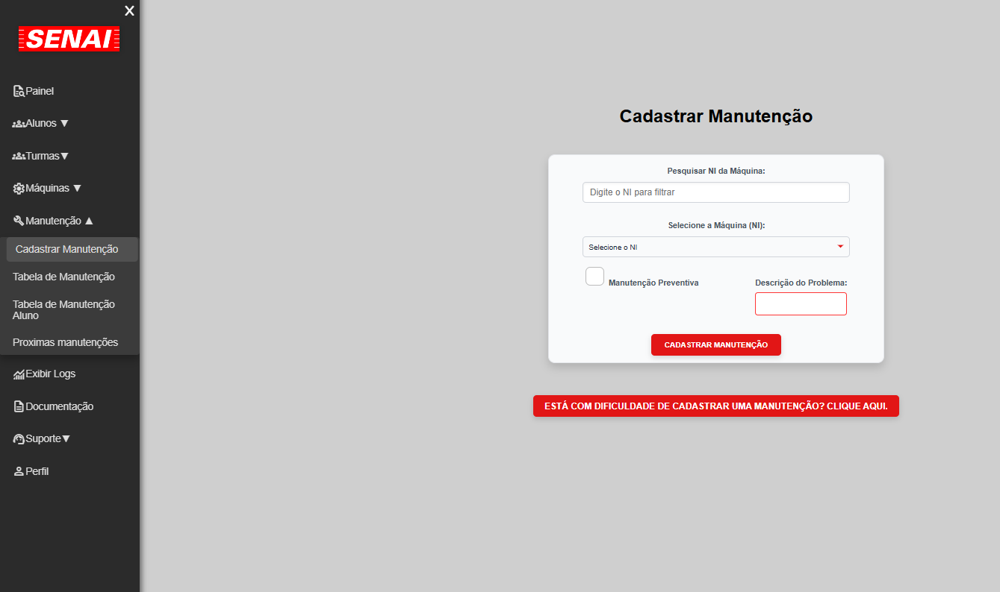 X
SENAI
Painel
Alunos ▼
Turmas▼
Máquinas ▼
Manutenção ▲
Cadastrar Manutenção
Tabela de Manutenção
Tabela de Manutenção
Aluno
Proximas manutenções
Exibir Logs
Documentação
Suporte▼
Perfil
Cadastrar Manutenção
Pesquisar NI da Máquina:
Digite o NI para filtrar
Selecione a Máquina (NI):
Selecione o NI
Manutenção Preventiva
Descrição do Problema:
CADASTRAR MANUTENÇÃO
ESTÁ COM DIFICULDADE DE CADASTRAR UMA MANUTENÇÃO? CLIQUE AQUI.